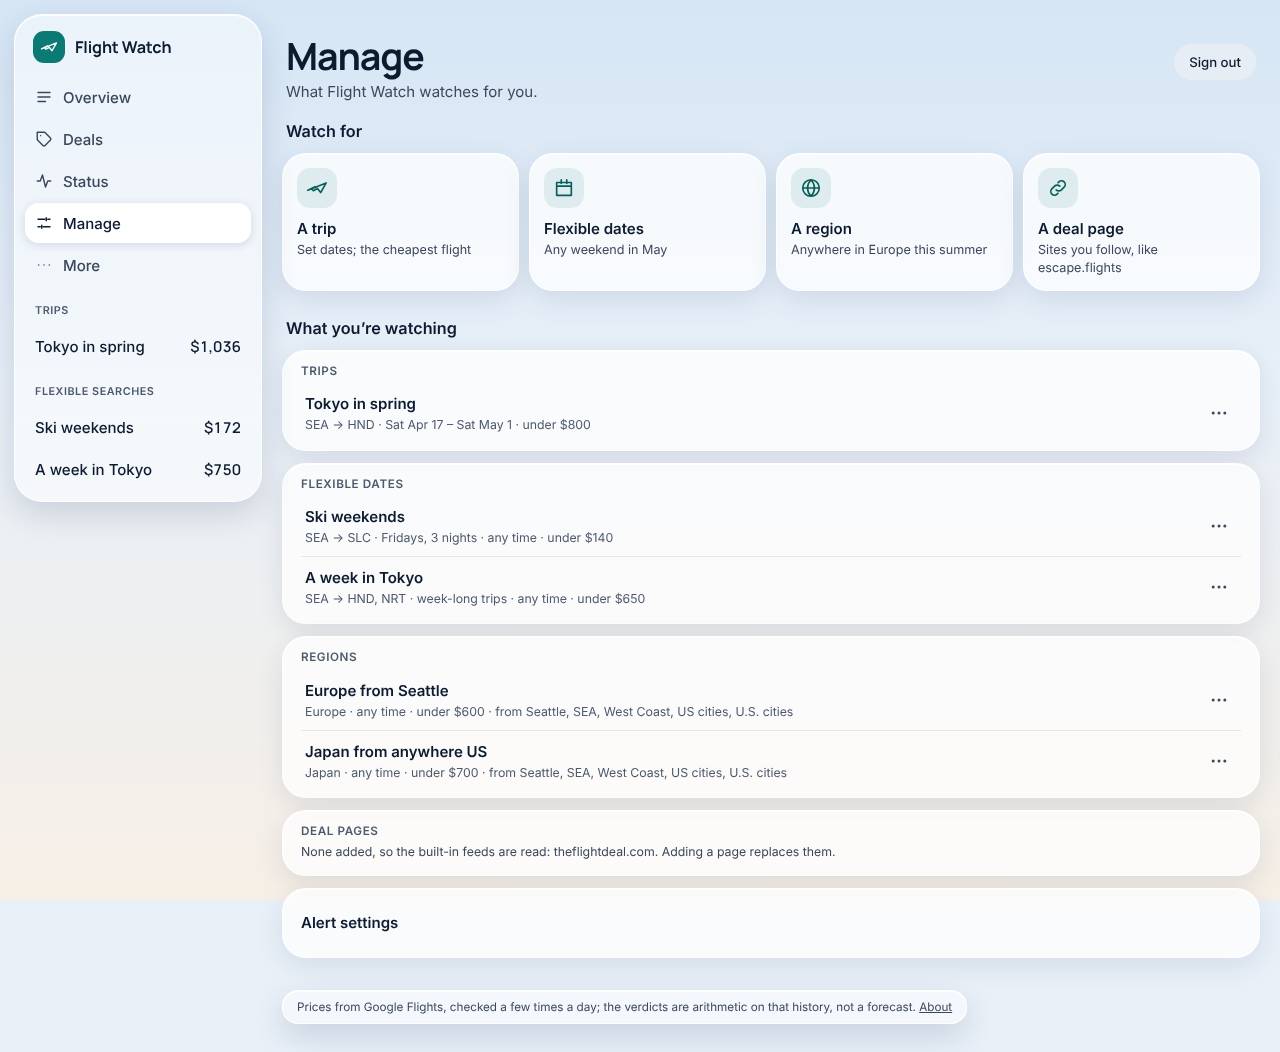 Flight Watch
Overview
Deals
Status
Manage
More
TRIPS
Tokyo in spring $1,036
FLEXIBLE SEARCHES
Ski weekends $172
A week in Tokyo $750
Manage
What Flight Watch watches for you.
Sign out
Watch for
A trip
Set dates; the cheapest flight
Flexible dates
Any weekend in May
A region
Anywhere in Europe this summer
A deal page
Sites you follow, like
escape.flights
What you’re watching
TRIPS
Tokyo in spring
SEA → HND · Sat Apr 17 – Sat May 1 · under $800
FLEXIBLE DATES
Ski weekends
SEA → SLC · Fridays, 3 nights · any time · under $140
A week in Tokyo
SEA → HND, NRT · week-long trips · any time · under $650
REGIONS
Europe from Seattle
Europe · any time · under $600 · from Seattle, SEA, West Coast, US cities, U.S. cities
Japan from anywhere US
Japan · any time · under $700 · from Seattle, SEA, West Coast, US cities, U.S. cities
DEAL PAGES
None added, so the built-in feeds are read: theflightdeal.com. Adding a page replaces them.
Alert settings
Prices from Google Flights, checked a few times a day; the verdicts are arithmetic on that history, not a forecast. About